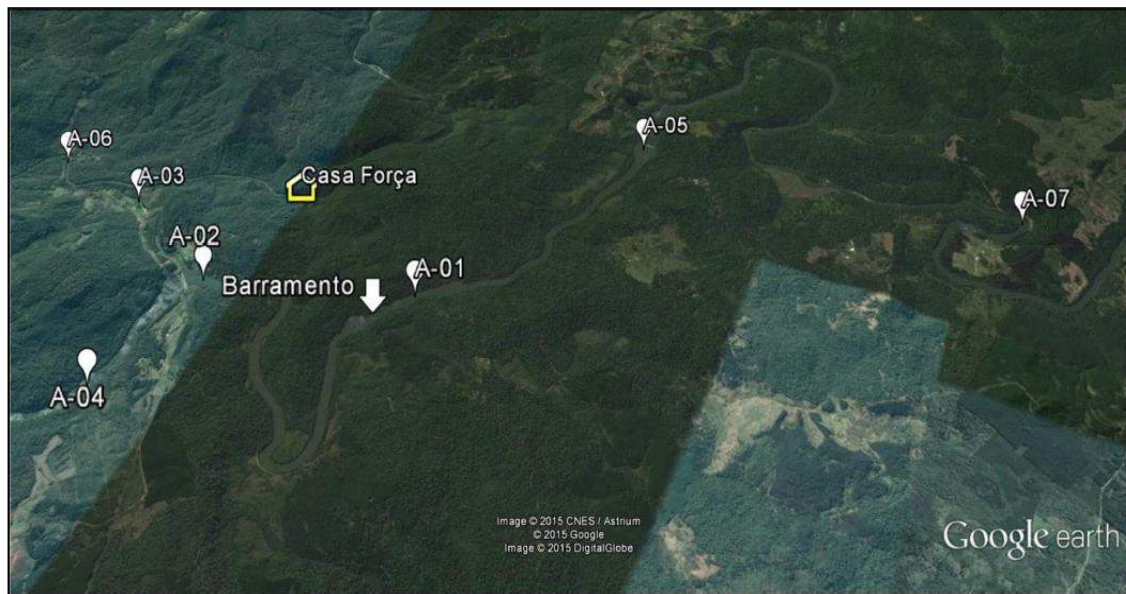 A-05
A-06
Casa Força
A-03
A-07
A-02
A-01
Barramento
A-04
Image © 2015 CNES / Astrium
© 2015 Google
Image © 2015 DigitalGlobe
Google earth